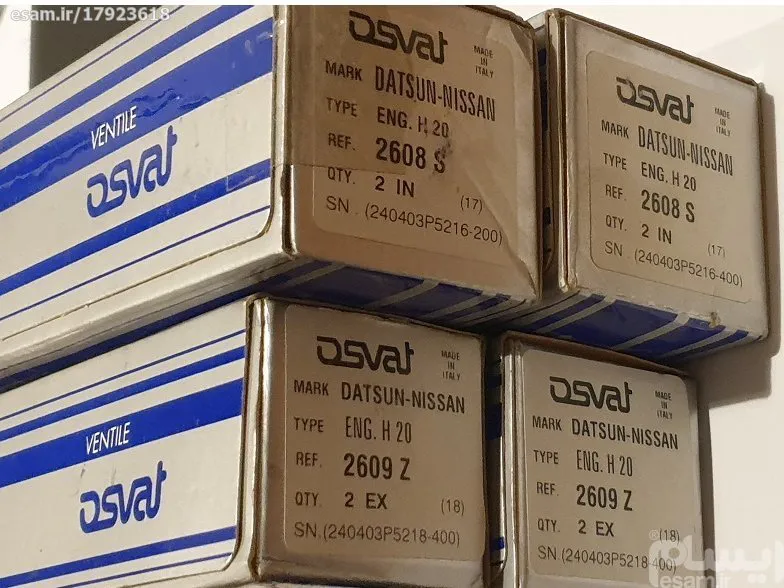 esam.ir/17923618
VENTILE
OSVAT
OSVAT
MADE
IN
ITALY
MARK DATSUN-NISSAN
TYPE ENG. H 20
REF. 2608 S
QTY. 2 IN (17)
SN . (240403P5216-200)
OSVAT
MADE
IN
ITALY
MARK DATSUN-NISSAN
TYPE ENG. H 20
REF. 2608 S
QTY. 2 IN (17)
SN . (240403P5216-400)
VENTILE
OSVAT
OSVAT
MADE
IN
ITALY
MARK DATSUN-NISSAN
TYPE ENG. H 20
REF. 2609 Z
QTY 2 EX (18)
SN.(240403P5218-400)
OSVAT
MADE
IN
ITALY
MARK DATSUN-NISSAN
TYPE ENG. H 20
REF. 2609 Z
QTY. 2 EX (18)
SN.(240403P5218-400)
ایسام
esam.ir